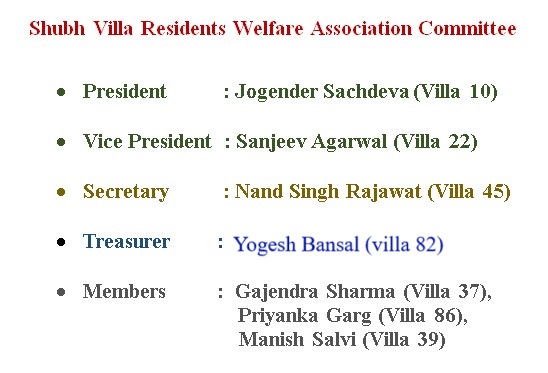 Shubh Villa Residents Welfare Association Committee
• President : Jogender Sachdeva (Villa 10)
• Vice President : Sanjeev Agarwal (Villa 22)
• Secretary : Nand Singh Rajawat (Villa 45)
• Treasurer : Yogesh Bansal (villa 82)
• Members : Gajendra Sharma (Villa 37),
Priyanka Garg (Villa 86),
Manish Salvi (Villa 39)